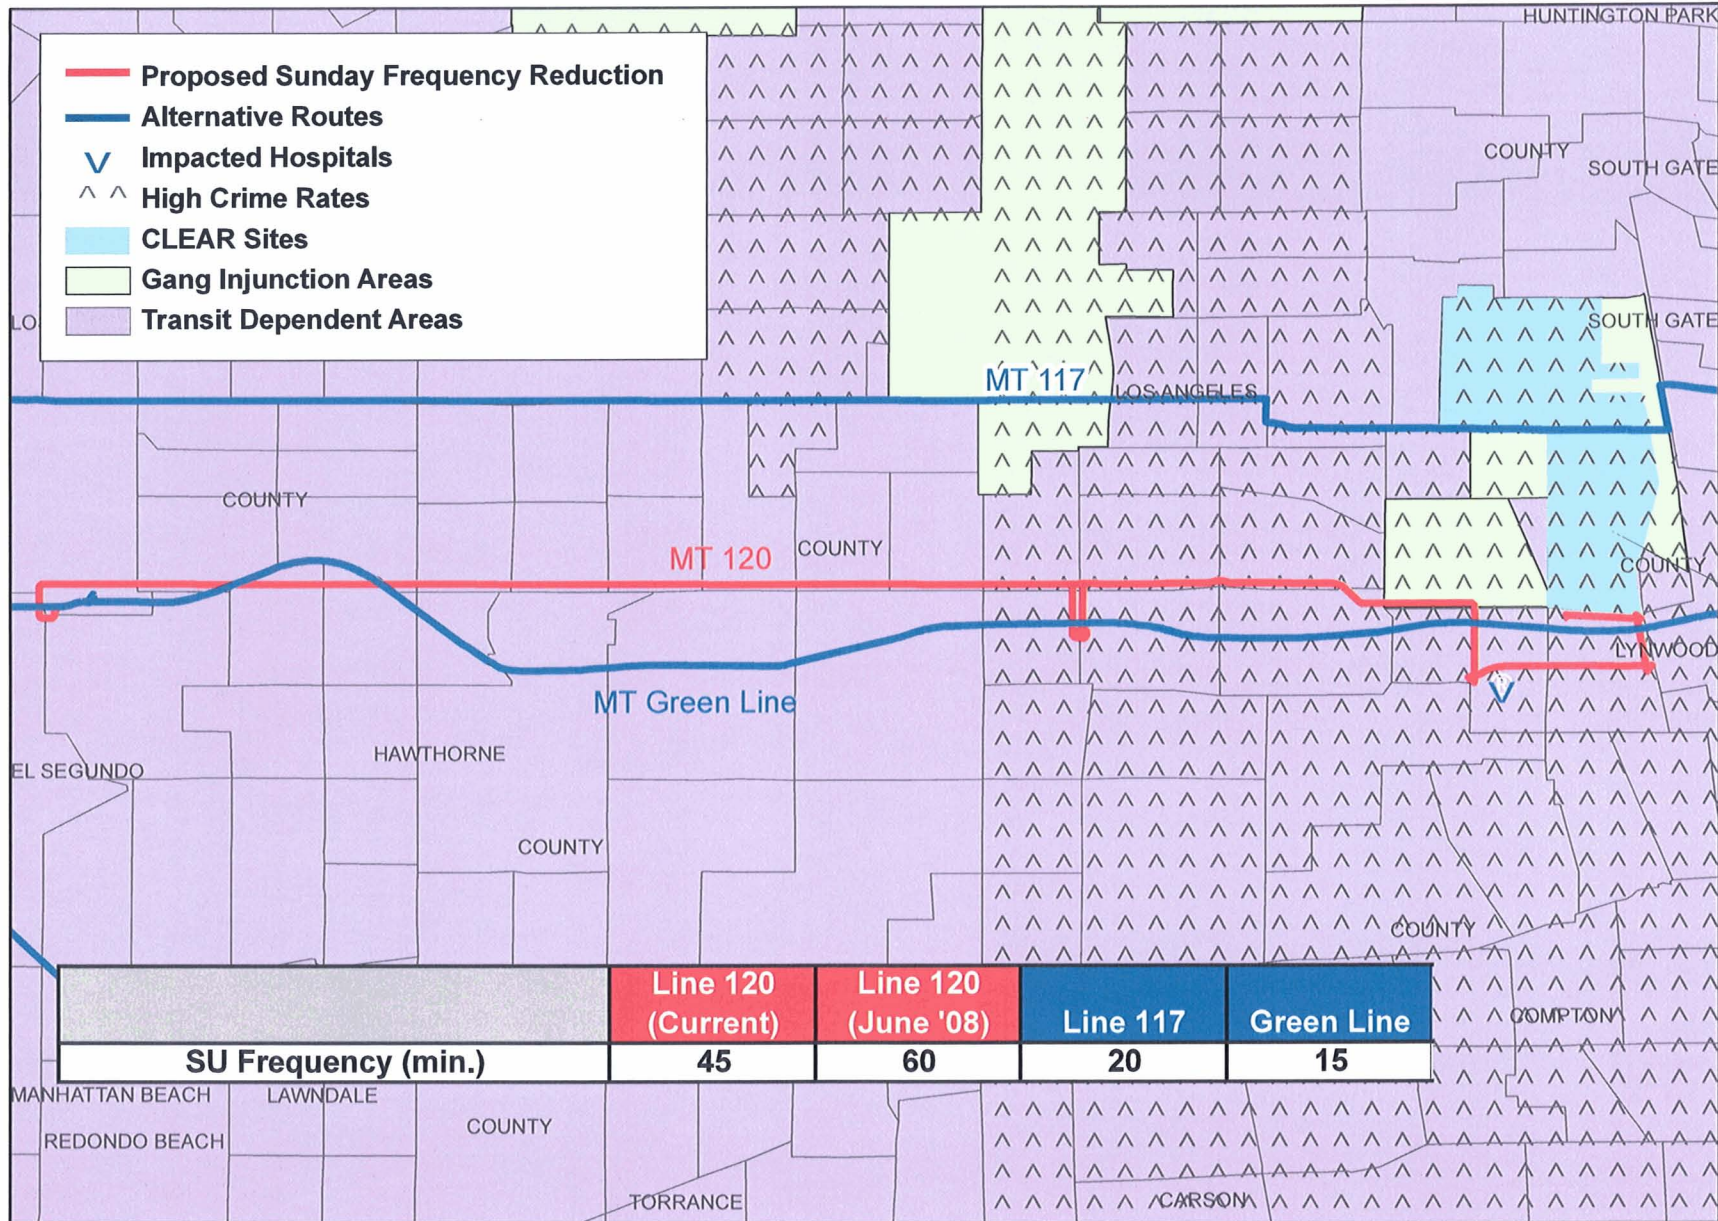 HUNTINGTON PARK
Proposed Sunday Frequency Reduction
Alternative Routes
Impacted Hospitals
High Crime Rates
CLEAR Sites
Gang Injunction Areas
Transit Dependent Areas
COUNTY
SOUTH GATE
LO
SOUTH GATE
MT 117
LOS ANGELES
COUNTY
MT 120
COUNTY
COUNTY
LYNWOOD
MT Green Line
HAWTHORNE
EL SEGUNDO
COUNTY
COUNTY
Line 120 (Current)
Line 120 (June '08)
Line 117
Green Line
COMPTON
SU Frequency (min.) 45 60 20 15
MANHATTAN BEACH
LAWNDALE
COUNTY
REDONDO BEACH
TORRANCE
CARSON